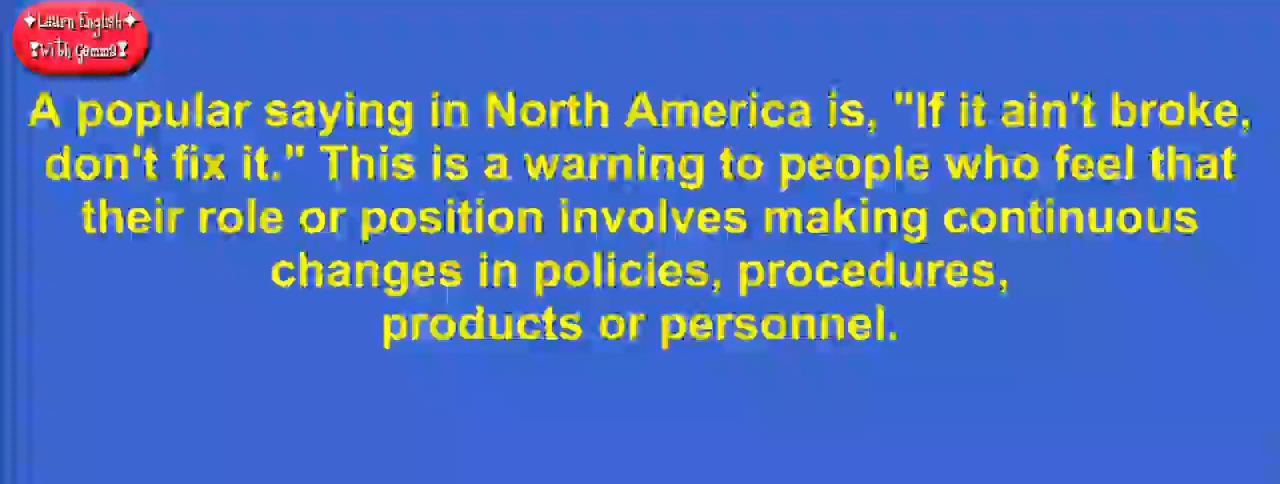 Learn English
with Gemma
A popular saying in North America is, "If it ain't broke,
don't fix it." This is a warning to people who feel that
their role or position involves making continuous
changes in policies, procedures,
products or personnel.